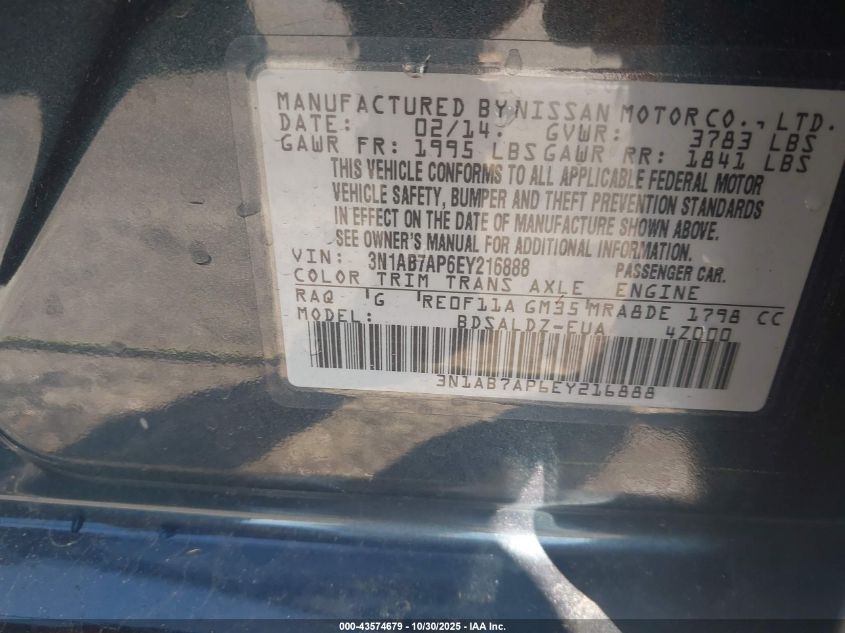 MANUFACTURED BY NISSAN MOTOR CO., LTD.
DATE: 02/14. GVWR: 3783 LBS
GAWR FR: 1995 LBS GAWR RR: 1841 LBS
THIS VEHICLE CONFORMS TO ALL APPLICABLE FEDERAL MOTOR
VEHICLE SAFETY, BUMPER AND THEFT PREVENTION STANDARDS
IN EFFECT ON THE DATE OF MANUFACTURE SHOWN ABOVE.
SEE OWNER'S MANUAL FOR ADDITIONAL INFORMATION.
VIN: 3N1AB7AP6EY216888 PASSENGER CAR.
COLOR TRIM TRANS AXLE ENGINE
RAQ G RE0F11A GM35 MRA8DE 1798 CC
MODEL: BDSALDZ-EUA 4Z000
3N1AB7AP6EY216888
000-43574679 - 10/30/2025 - IAA Inc.